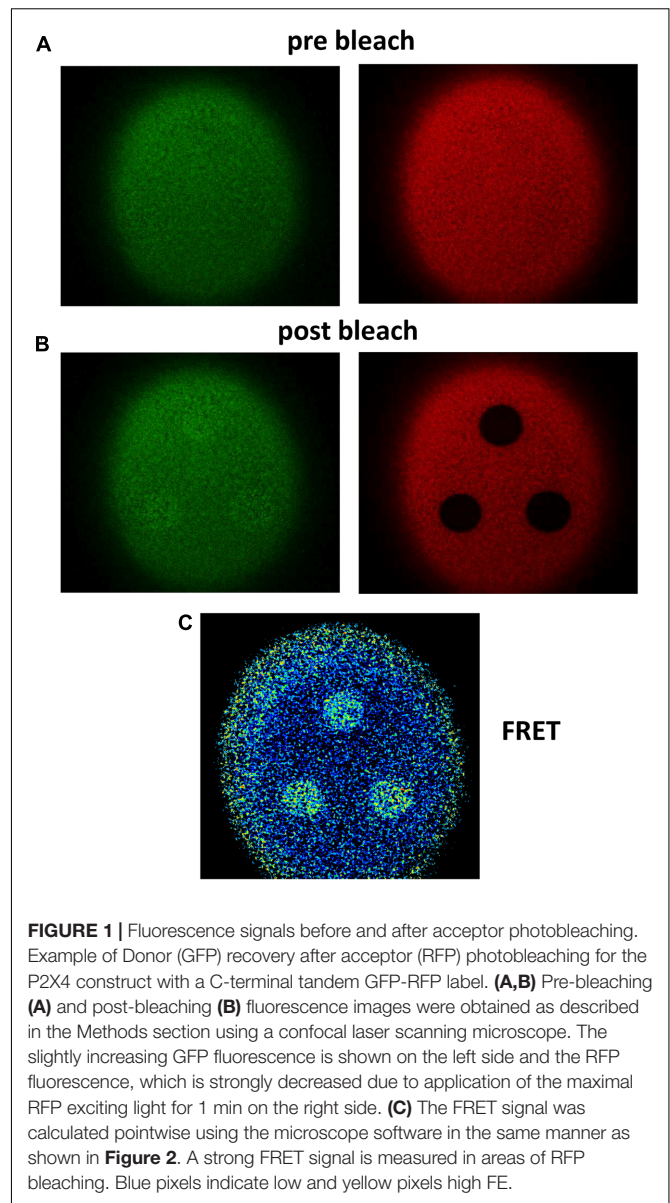 A
pre bleach
B
post bleach
C
FRET
FIGURE 1 | Fluorescence signals before and after acceptor photobleaching.
Example of Donor (GFP) recovery after acceptor (RFP) photobleaching for the
P2X4 construct with a C-terminal tandem GFP-RFP label. (A,B) Pre-bleaching
(A) and post-bleaching (B) fluorescence images were obtained as described
in the Methods section using a confocal laser scanning microscope. The
slightly increasing GFP fluorescence is shown on the left side and the RFP
fluorescence, which is strongly decreased due to application of the maximal
RFP exciting light for 1 min on the right side. (C) The FRET signal was
calculated pointwise using the microscope software in the same manner as
shown in Figure 2. A strong FRET signal is measured in areas of RFP
bleaching. Blue pixels indicate low and yellow pixels high FE.